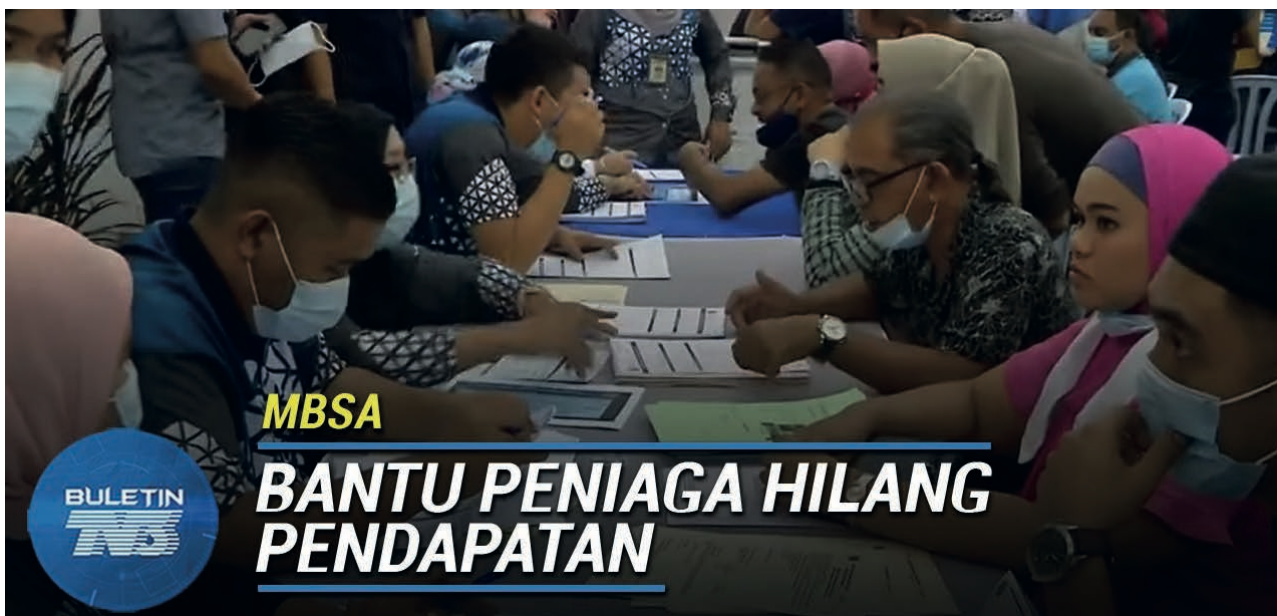 MBSA
BANTU PENIAGA HILANG
PENDAPATAN
BULETIN
TV3